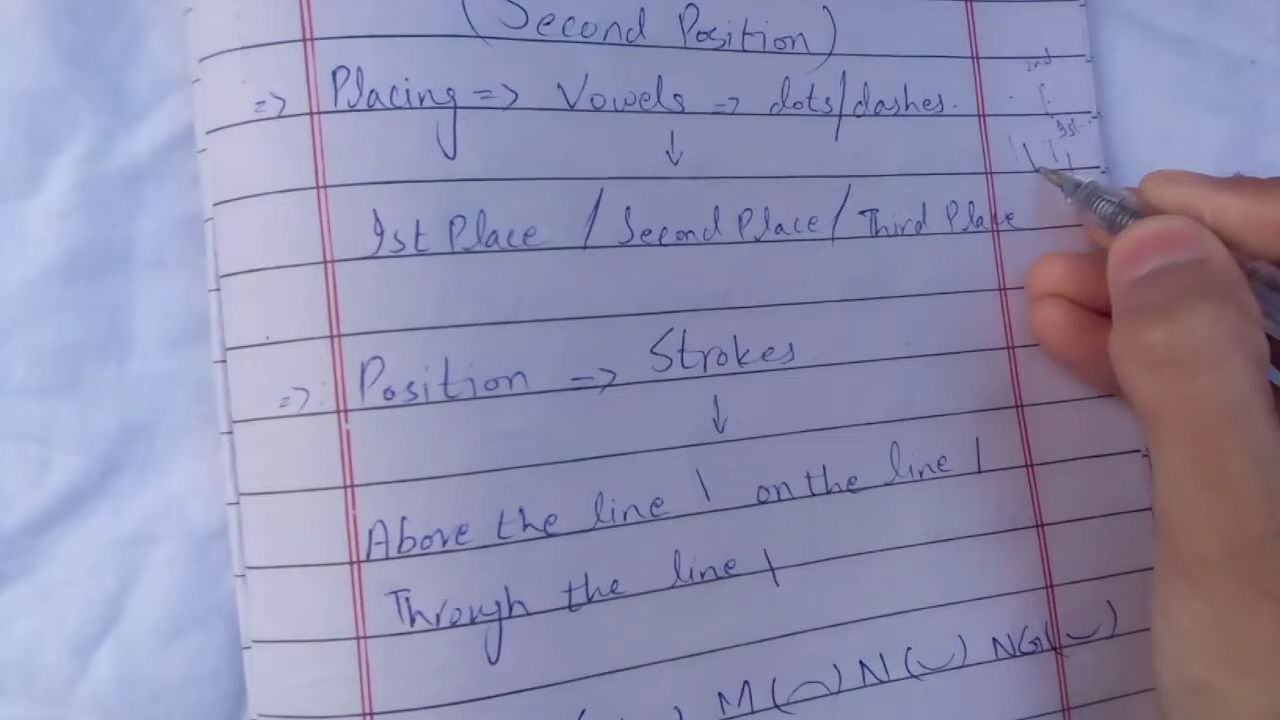 (Second Position)
=> Placing => Vowels => dots/dashes.
↓
1st Place / Second Place / Third Place
=> Position => Strokes
↓
Above the line \ on the line |
Through the line \
M(⌒) N(‿) NG(‿)